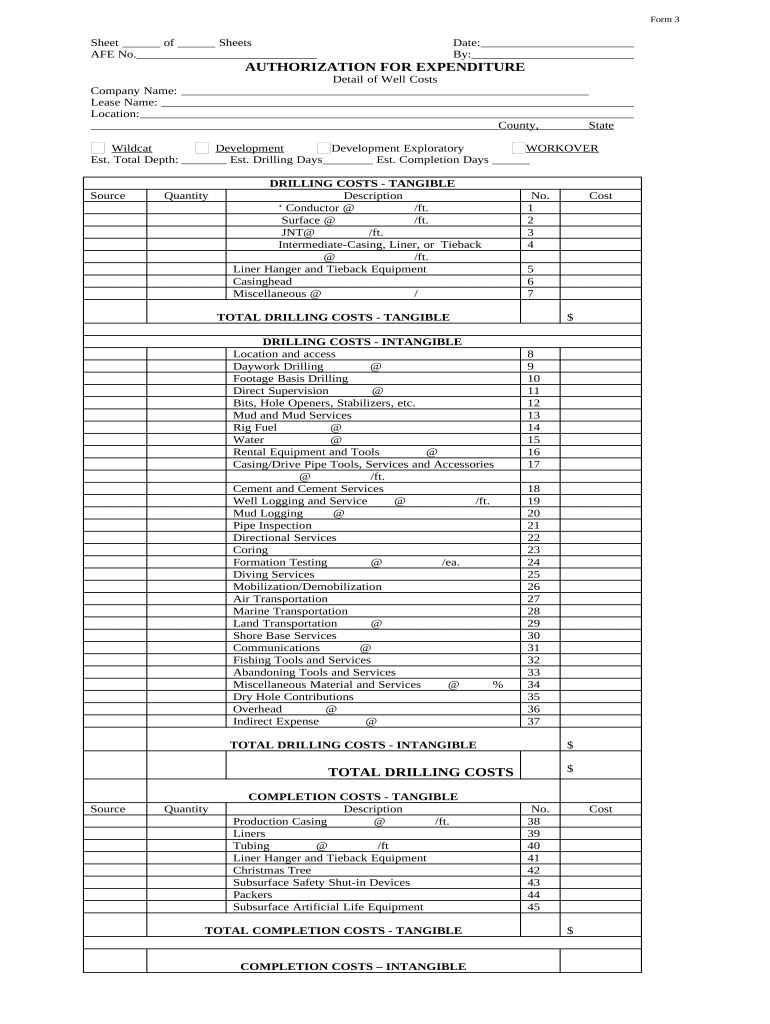 Form 3
Sheet ______ of ______ Sheets Date:________________________
AFE No.____________________________ By:__________________________
AUTHORIZATION FOR EXPENDITURE
Detail of Well Costs
Company Name: ________________________________________________________________
Lease Name: __________________________________________________________________________
Location:______________________________________________________________________________
County, State
Wildcat Development Development Exploratory WORKOVER
Est. Total Depth: _______ Est. Drilling Days________ Est. Completion Days ______
DRILLING COSTS - TANGIBLE
Source Quantity Description No. Cost
‘ Conductor @ /ft. 1
Surface @ /ft. 2
JNT@ /ft. 3
Intermediate-Casing, Liner, or Tieback 4
@ /ft.
Liner Hanger and Tieback Equipment 5
Casinghead 6
Miscellaneous @ / 7
TOTAL DRILLING COSTS - TANGIBLE $
DRILLING COSTS - INTANGIBLE
Location and access 8
Daywork Drilling @ 9
Footage Basis Drilling 10
Direct Supervision @ 11
Bits, Hole Openers, Stabilizers, etc. 12
Mud and Mud Services 13
Rig Fuel @ 14
Water @ 15
Rental Equipment and Tools @ 16
Casing/Drive Pipe Tools, Services and Accessories 17
@ /ft.
Cement and Cement Services 18
Well Logging and Service @ /ft. 19
Mud Logging @ 20
Pipe Inspection 21
Directional Services 22
Coring 23
Formation Testing @ /ea. 24
Diving Services 25
Mobilization/Demobilization 26
Air Transportation 27
Marine Transportation 28
Land Transportation @ 29
Shore Base Services 30
Communications @ 31
Fishing Tools and Services 32
Abandoning Tools and Services 33
Miscellaneous Material and Services @ % 34
Dry Hole Contributions 35
Overhead @ 36
Indirect Expense @ 37
TOTAL DRILLING COSTS - INTANGIBLE $
TOTAL DRILLING COSTS $
COMPLETION COSTS - TANGIBLE
Source Quantity Description No. Cost
Production Casing @ /ft. 38
Liners 39
Tubing @ /ft 40
Liner Hanger and Tieback Equipment 41
Christmas Tree 42
Subsurface Safety Shut-in Devices 43
Packers 44
Subsurface Artificial Life Equipment 45
TOTAL COMPLETION COSTS - TANGIBLE $
COMPLETION COSTS – INTANGIBLE